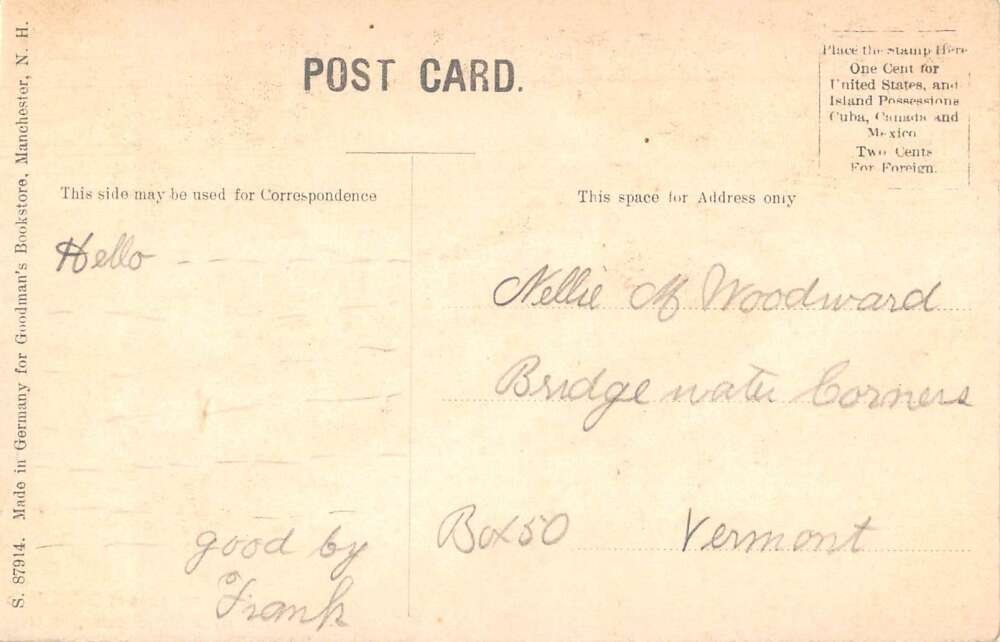 POST CARD.
Place the Stamp Here
One Cent for
United States, and
Island Possessions
Cuba, Canada and
Mexico
Two Cents
For Foreign.
This side may be used for Correspondence
This space for Address only
Hello
Nellie M Woodward
Bridgewater Corners
Box 50 Vermont
good by
Frank
S. 87914. Made in Germany for Goodman's Bookstore, Manchester, N. H.